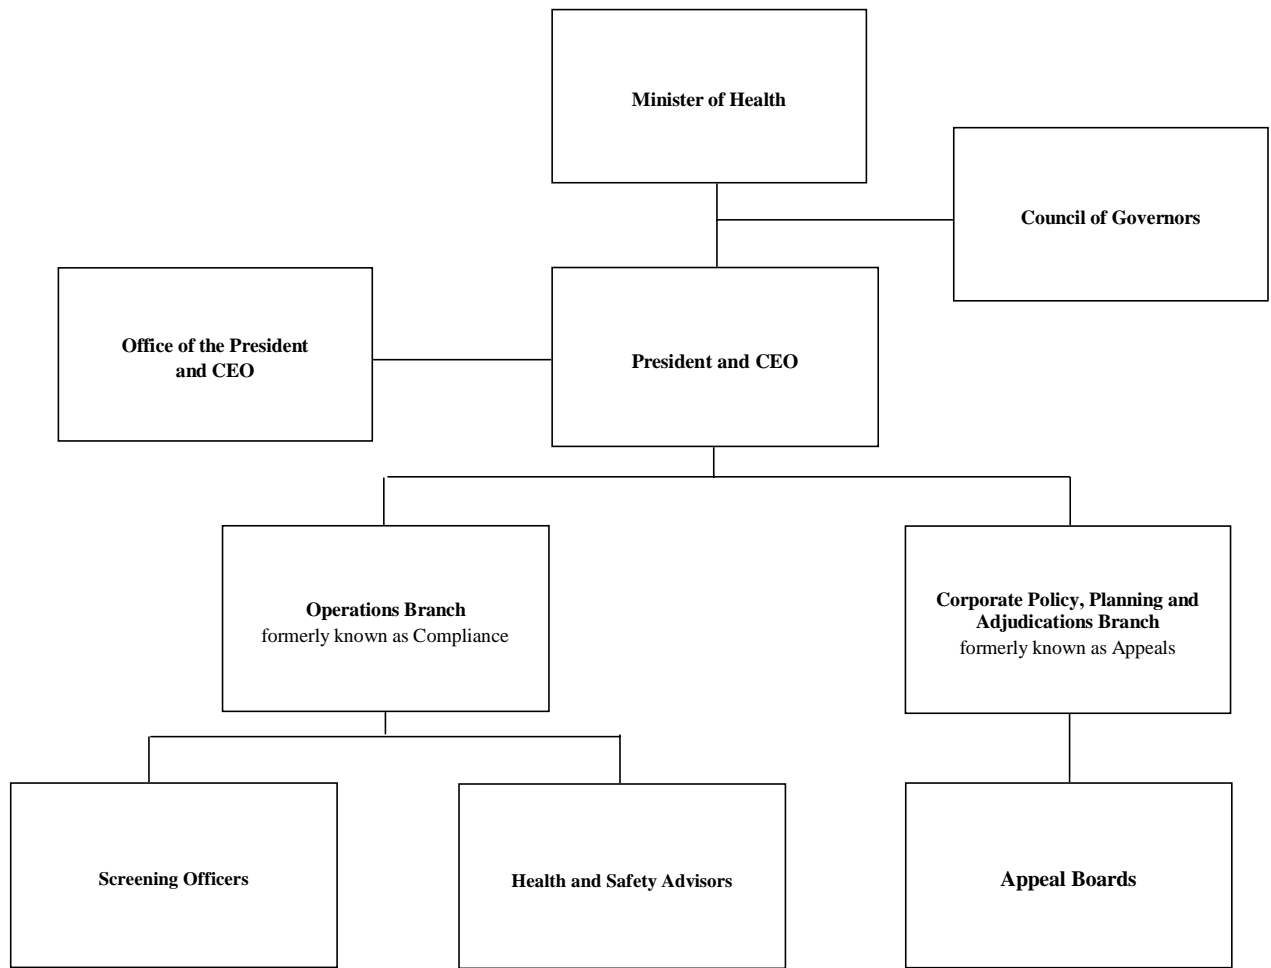 Minister of Health
Council of Governors
Office of the President
and CEO
President and CEO
Operations Branch
formerly known as Compliance
Corporate Policy, Planning and
Adjudications Branch
formerly known as Appeals
Screening Officers
Health and Safety Advisors
Appeal Boards